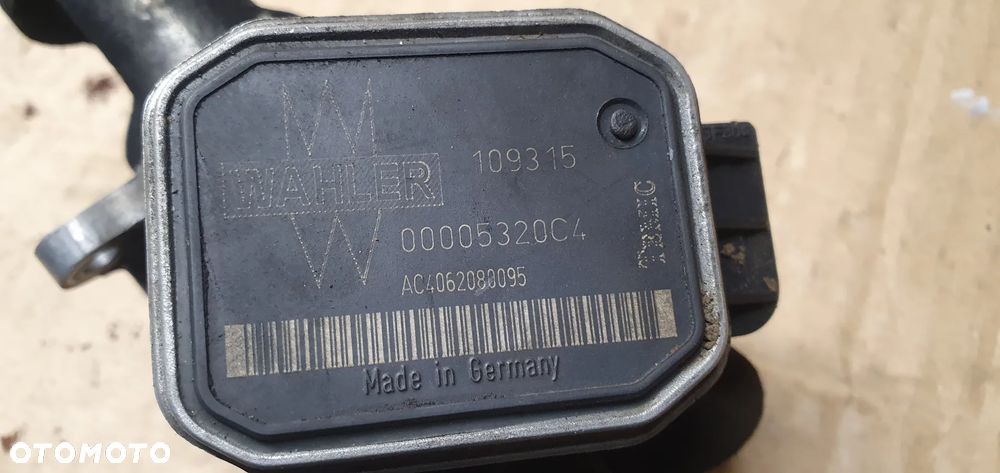 WAHLER
109315
00005320C4
AC4062080095
Made in Germany
OTOMOTO